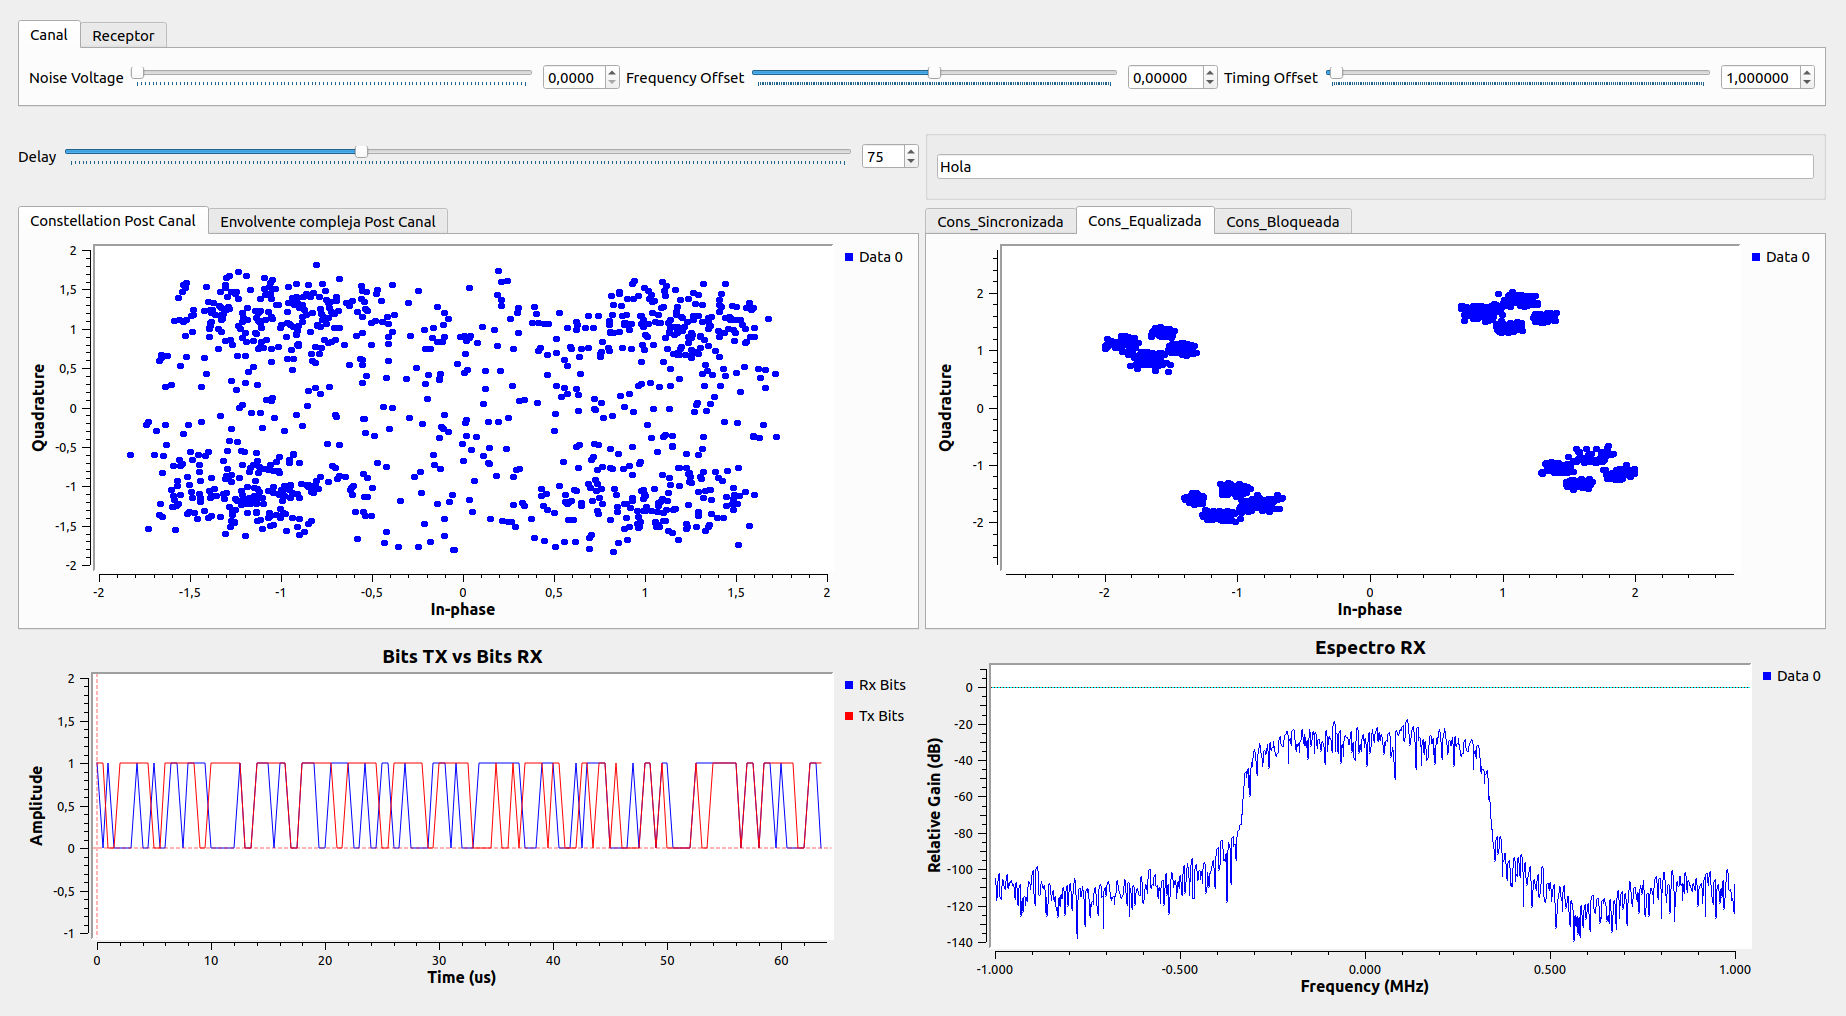 Canal Receptor
Noise Voltage 0,0000 Frequency Offset 0,00000 Timing Offset 1,000000
Delay 75
Hola
Constellation Post Canal Envolvente compleja Post Canal
2
1,5
1
0,5
0
-0,5
-1
-1,5
-2
Quadrature
-2 -1,5 -1 -0,5 0 0,5 1 1,5 2
In-phase
Data 0
Cons_Sincronizada Cons_Equalizada Cons_Bloqueada
2
1
0
-1
-2
Quadrature
-2 -1 0 1 2
In-phase
Data 0
Bits TX vs Bits RX
2
1,5
1
0,5
0
-0,5
-1
Amplitude
0 10 20 30 40 50 60
Time (us)
Rx Bits
Tx Bits
Espectro RX
0
-20
-40
-60
-80
-100
-120
-140
Relative Gain (dB)
-1.000 -0.500 0.000 0.500 1.000
Frequency (MHz)
Data 0